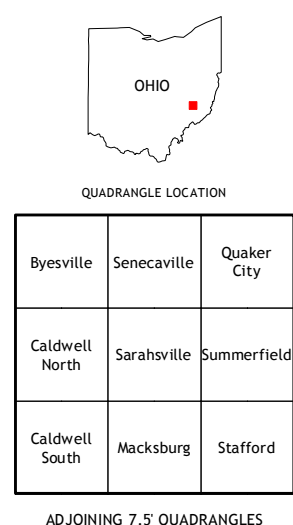 OHIO
QUADRANGLE LOCATION
Byesville
Senecaville
Quaker
City
Caldwell
North
Sarahsville
Summerfield
Caldwell
South
Macksburg
Stafford
ADJOINING 7.5' QUADRANGLES